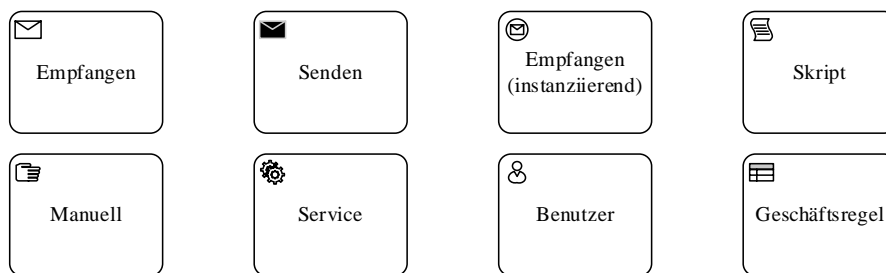 Empfangen
Senden
Empfangen
(instanziierend)
Skript
Manuell
Service
Benutzer
Geschäftsregel